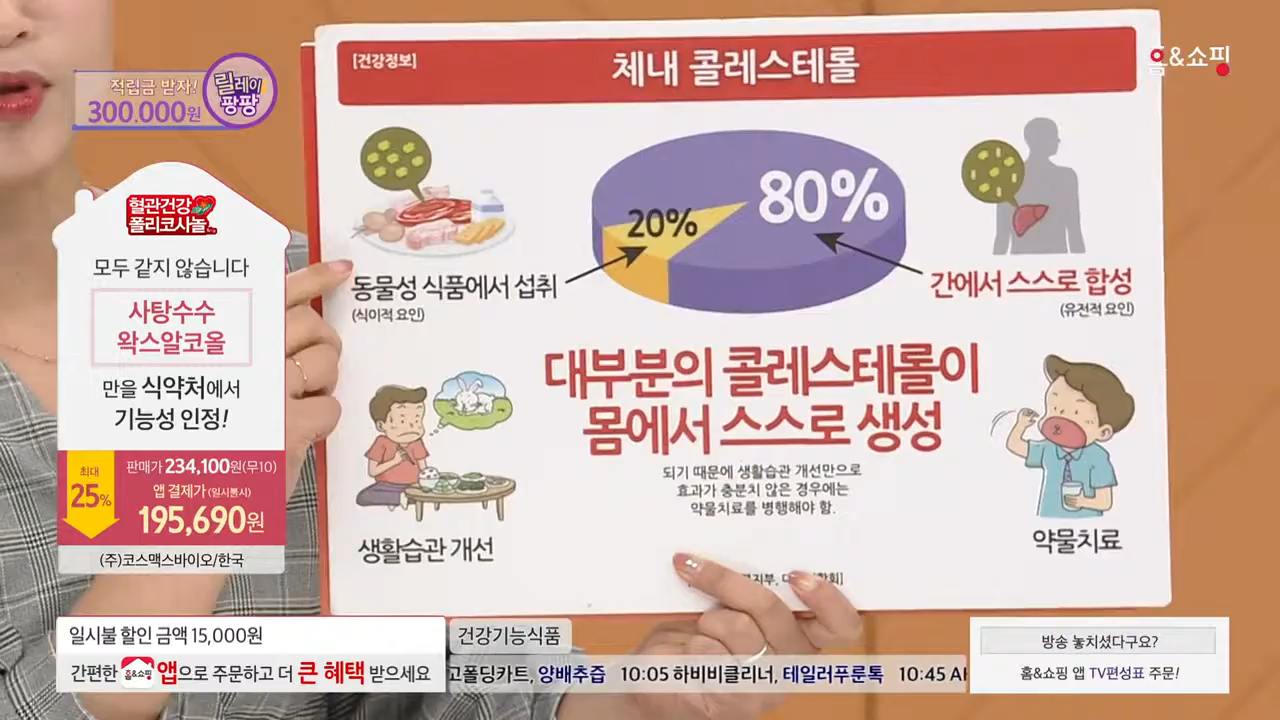 [건강정보]
체내 콜레스테롤
홈&쇼핑
적립금 받자!
300,000원
릴레이
팡팡
20%
80%
동물성 식품에서 섭취
(식이적 요인)
간에서 스스로 합성
(유전적 요인)
대부분의 콜레스테롤이
몸에서 스스로 생성
되기 때문에 생활습관 개선만으로
효과가 충분치 않은 경우에는
약물치료를 병행해야 함.
생활습관 개선
약물치료
혈관건강
폴리코사놀
모두 같지 않습니다
사탕수수
왁스알코올
만을 식약처에서
기능성 인정!
최대
25%
판매가 234,100원(무10)
앱 결제가 (일시불시)
195,690원
(주)코스맥스바이오/한국
일시불 할인 금액 15,000원
건강기능식품
간편한 홈&쇼핑 앱으로 주문하고 더 큰 혜택 받으세요
고폴딩카트, 양배추즙 10:05 하비비클리너, 테일러푸룬톡 10:45
방송 놓치셨다구요?
홈&쇼핑 앱 TV편성표 주문!